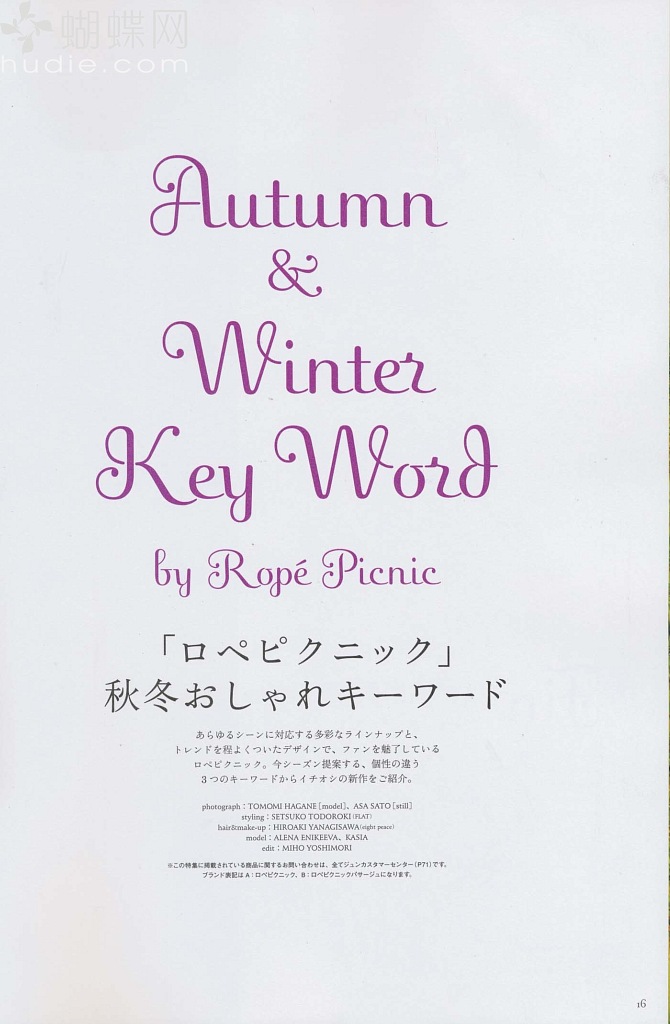 蝴蝶网
hudie.com
Autumn
&
Winter
Key Word
by Ropé Picnic
「ロペピクニック」
秋冬おしゃれキーワード
あらゆるシーンに対応する多彩なラインナップと、
トレンドを程よくついたデザインで、ファンを魅了している
ロペピクニック。今シーズン提案する、個性の違う
3つのキーワードからイチオシの新作をご紹介。
photograph：TOMOMI HAGANE［model］、ASA SATO［still］
styling：SETSUKO TODOROKI（FLAT）
hair&make-up：HIROAKI YANAGISAWA（eight peace）
model：ALENA ENIKEEVA、KASIA
edit：MIHO YOSHIMORI
※この特集に掲載されている商品に関するお問い合わせは、全てジュンカスタマーセンター（P71）です。
ブランド表記は A：ロペピクニック、B：ロペピクニックパサージュになります。
16